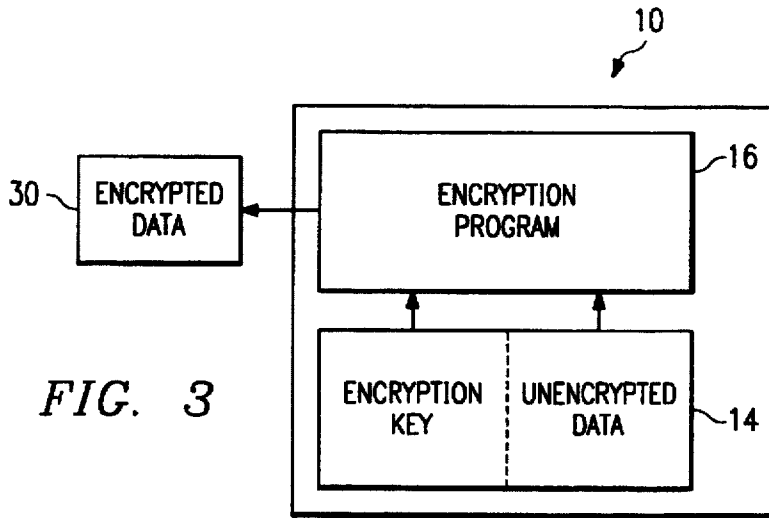 10
16
ENCRYPTION
PROGRAM
30
ENCRYPTED
DATA
ENCRYPTION
KEY
UNENCRYPTED
DATA
14
FIG. 3